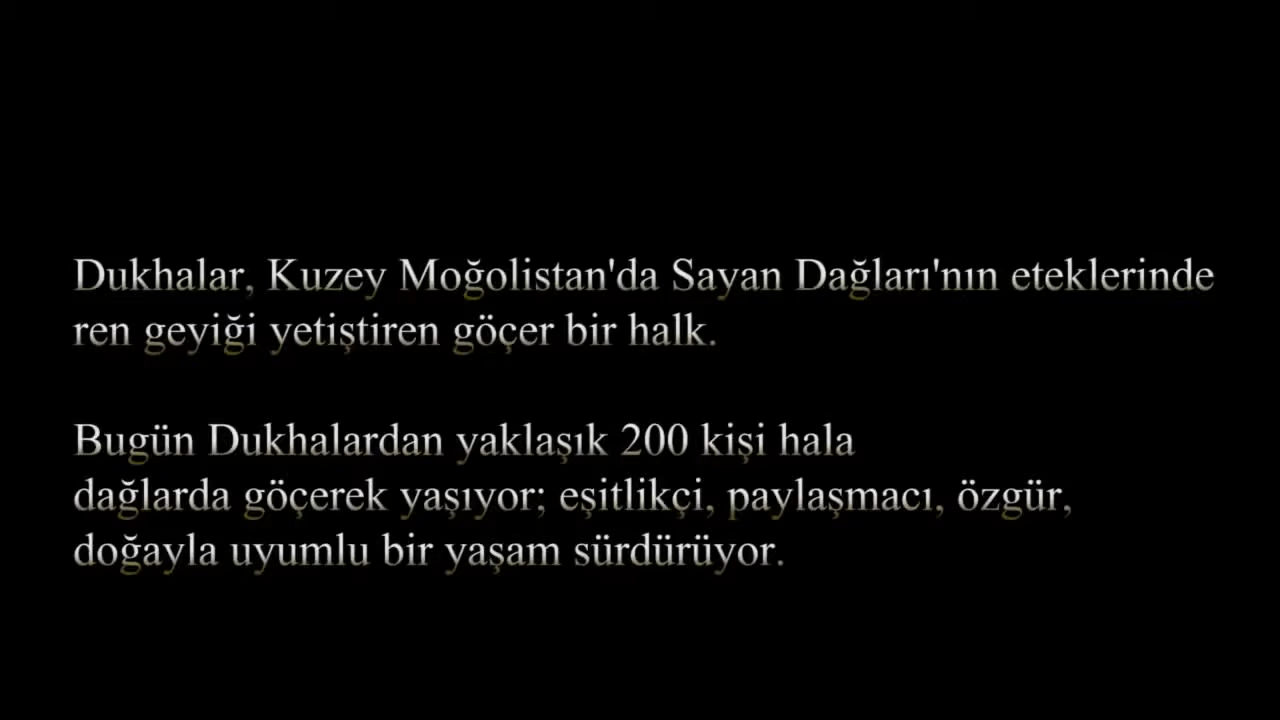 Dukhalar, Kuzey Moğolistan'da Sayan Dağları'nın eteklerinde
ren geyiği yetiştiren göçer bir halk.
Bugün Dukhalardan yaklaşık 200 kişi hala
dağlarda göçerek yaşıyor; eşitlikçi, paylaşmacı, özgür,
doğayla uyumlu bir yaşam sürdürüyor.